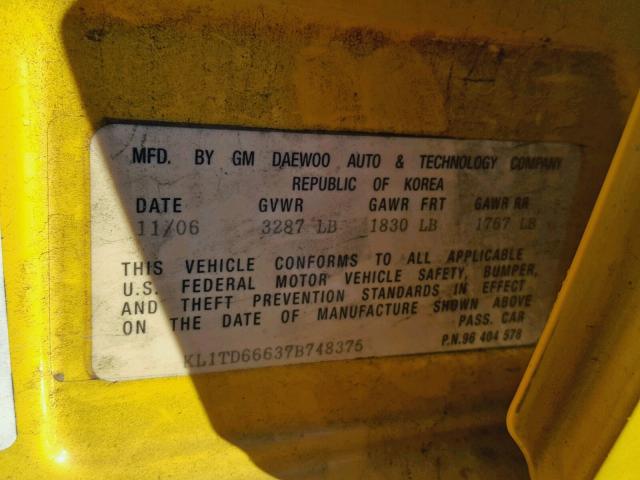 MFD. BY GM DAEWOO AUTO & TECHNOLOGY COMPANY
REPUBLIC OF KOREA
DATE GVWR GAWR FRT GAWR RR
11/06 3287 LB 1830 LB 1767 LB
THIS VEHICLE CONFORMS TO ALL APPLICABLE
U.S. FEDERAL MOTOR VEHICLE SAFETY, BUMPER,
AND THEFT PREVENTION STANDARDS IN EFFECT
ON THE DATE OF MANUFACTURE SHOWN ABOVE
PASS. CAR
KL1TD66637B748375
P.N.96 404 578